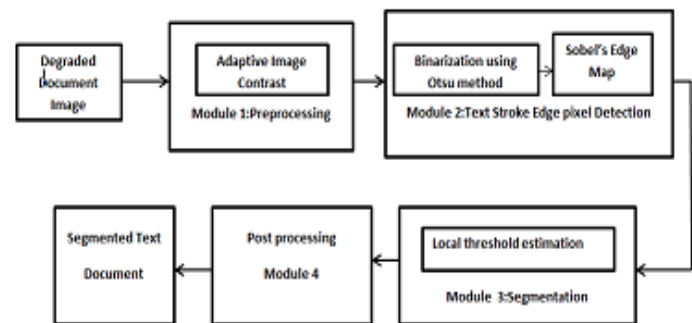 Degraded
Document
Image
Adaptive Image
Contrast
Module 1:Preprocessing
Binarization using
Otsu method
Sobel's Edge
Map
Module 2:Text Stroke Edge pixel Detection
Segmented Text
Document
Post processing
Module 4
Local threshold estimation
Module 3:Segmentation